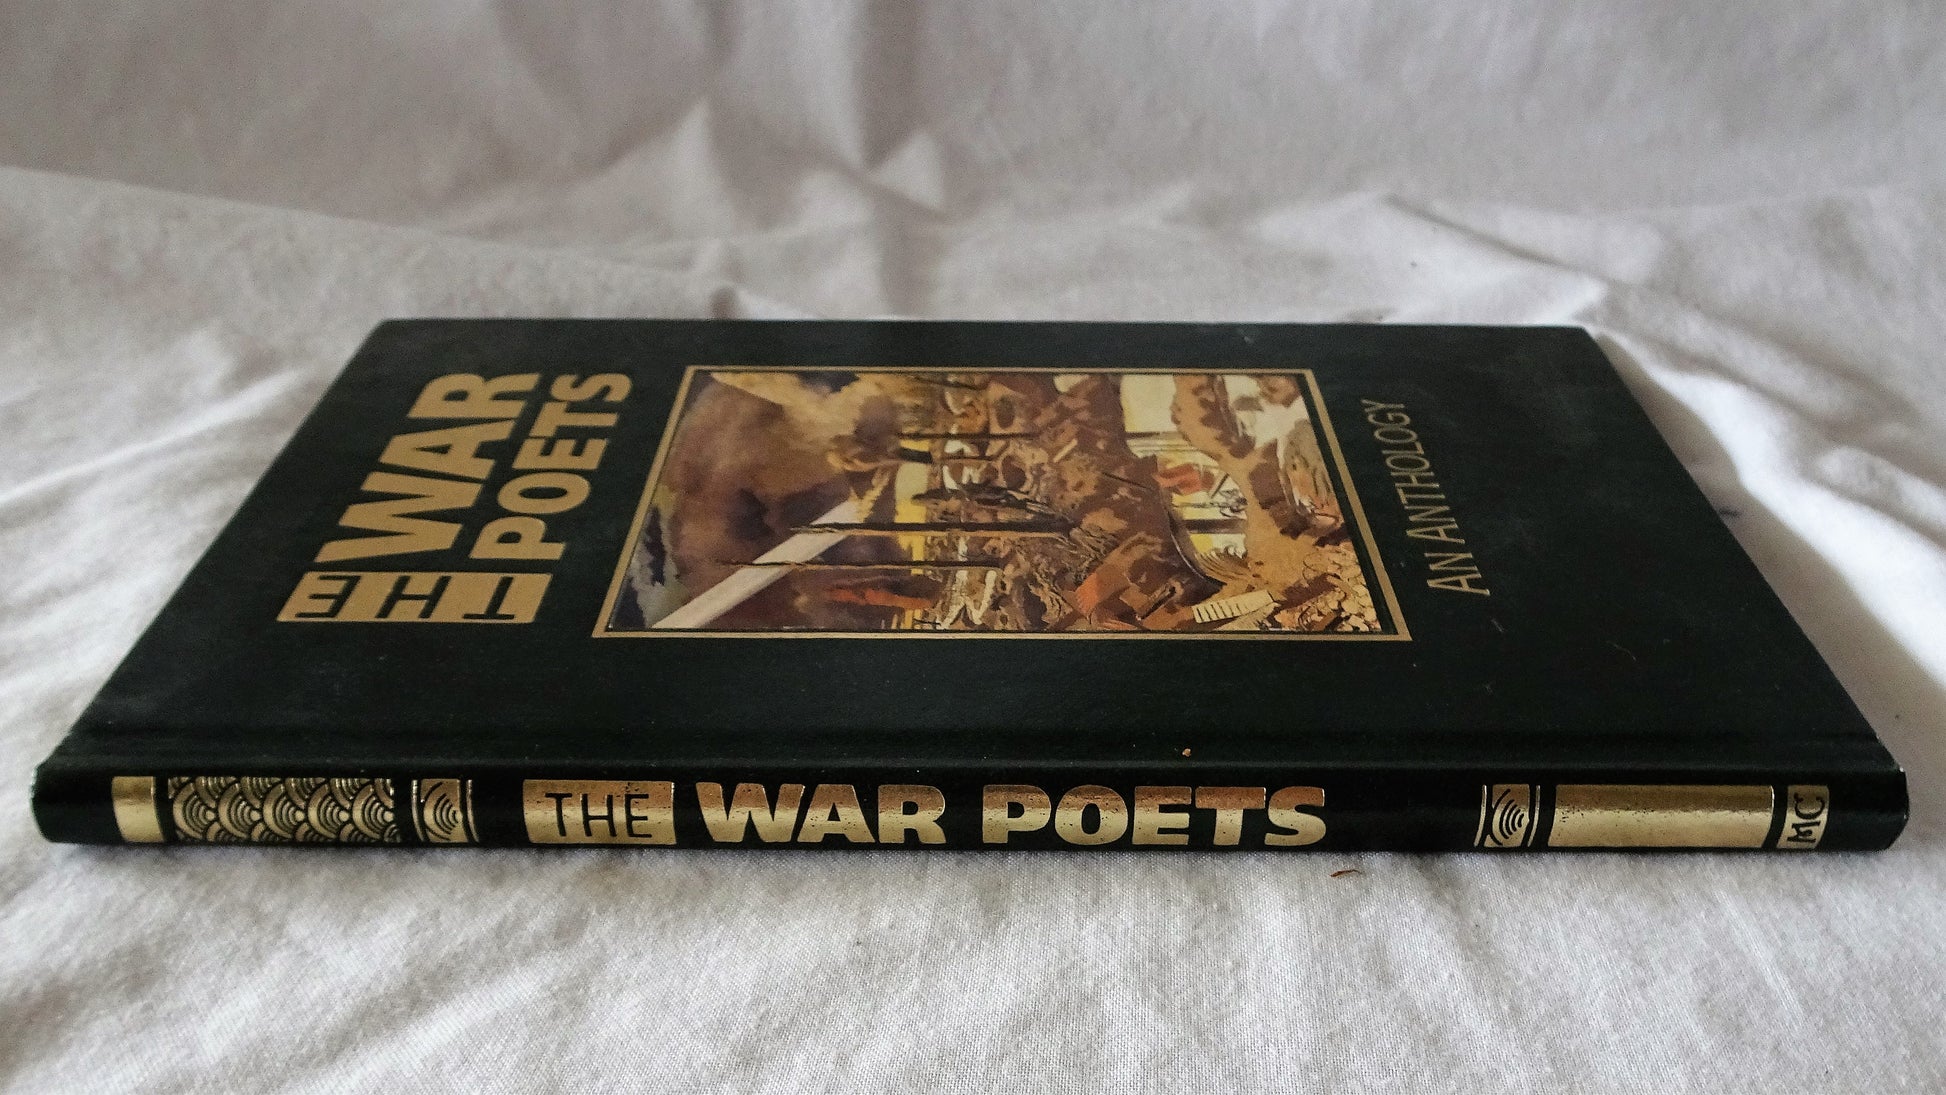 THE WAR
POETS
AN ANTHOLOGY
THE WAR POETS
MC